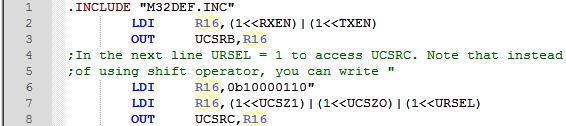 1 .INCLUDE "M32DEF.INC"
2 LDI R16,(1<<RXEN)|(1<<TXEN)
3 OUT UCSRB,R16
4 ;In the next line URSEL = 1 to access UCSRC. Note that instead
5 ;of using shift operator, you can write "
6 LDI R16,0b10000110"
7 LDI R16,(1<<UCSZ1)|(1<<UCSZO)|(1<<URSEL)
8 OUT UCSRC,R16